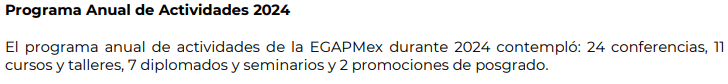 Programa Anual de Actividades 2024
El programa anual de actividades de la EGAPMex durante 2024 contempló: 24 conferencias, 11
cursos y talleres, 7 diplomados y seminarios y 2 promociones de posgrado.